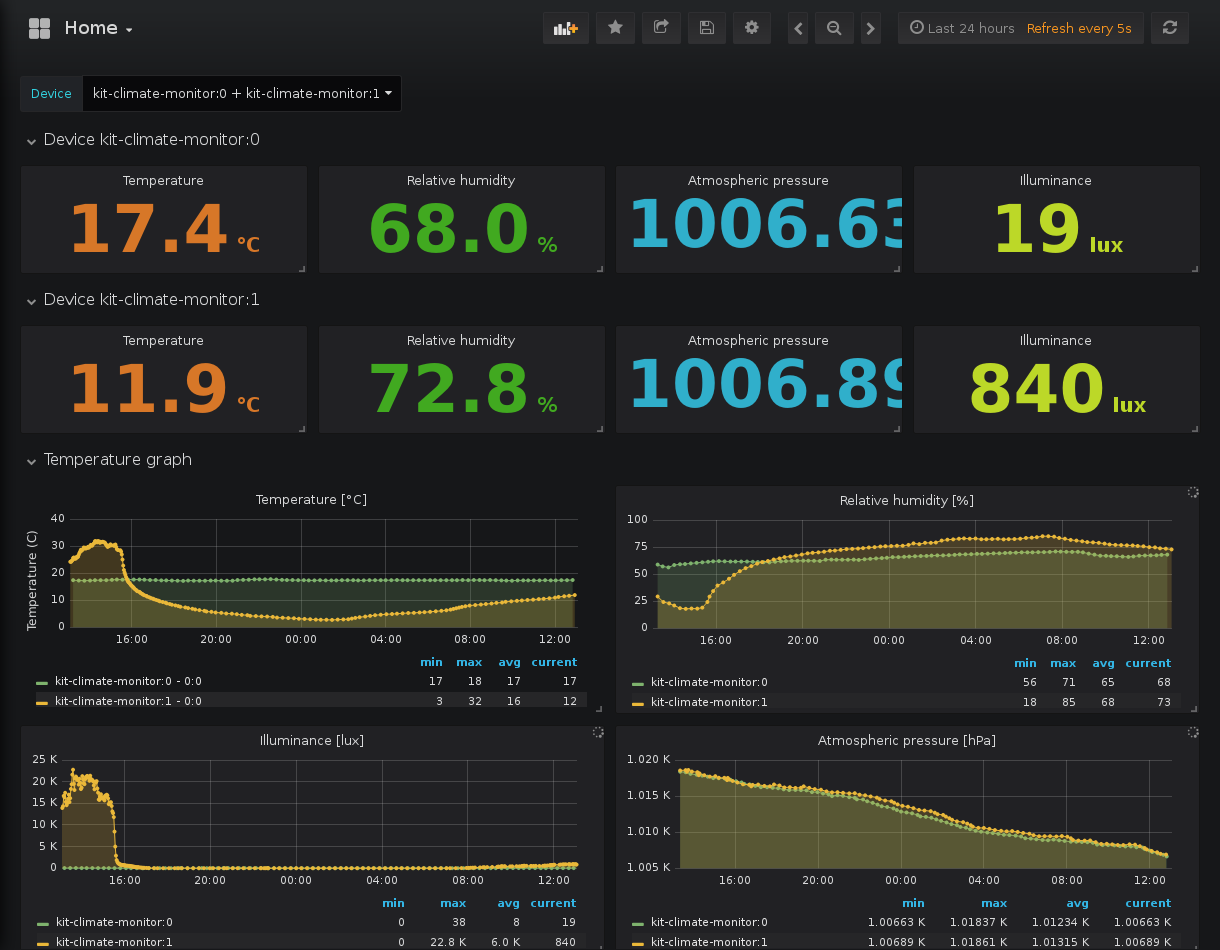 Home
Last 24 hours Refresh every 5s
Device kit-climate-monitor:0 + kit-climate-monitor:1
Device kit-climate-monitor:0
Temperature Relative humidity Atmospheric pressure Illuminance
17.4 °C 68.0 % 1006.63 19 lux
Device kit-climate-monitor:1
Temperature Relative humidity Atmospheric pressure Illuminance
11.9 °C 72.8 % 1006.89 840 lux
Temperature graph
Temperature [°C]
Temperature (C)
40
30
20
10
0
16:00 20:00 00:00 04:00 08:00 12:00
min max avg current
kit-climate-monitor:0 - 0:0 17 18 17 17
kit-climate-monitor:1 - 0:0 3 32 16 12
Relative humidity [%]
100
75
50
25
0
16:00 20:00 00:00 04:00 08:00 12:00
min max avg current
kit-climate-monitor:0 56 71 65 68
kit-climate-monitor:1 18 85 68 73
Illuminance [lux]
25 K
20 K
15 K
10 K
5 K
0
16:00 20:00 00:00 04:00 08:00 12:00
min max avg current
kit-climate-monitor:0 0 38 8 19
kit-climate-monitor:1 0 22.8 K 6.0 K 840
Atmospheric pressure [hPa]
1.020 K
1.015 K
1.010 K
1.005 K
16:00 20:00 00:00 04:00 08:00 12:00
min max avg current
kit-climate-monitor:0 1.00663 K 1.01837 K 1.01234 K 1.00663 K
kit-climate-monitor:1 1.00689 K 1.01861 K 1.01315 K 1.00689 K